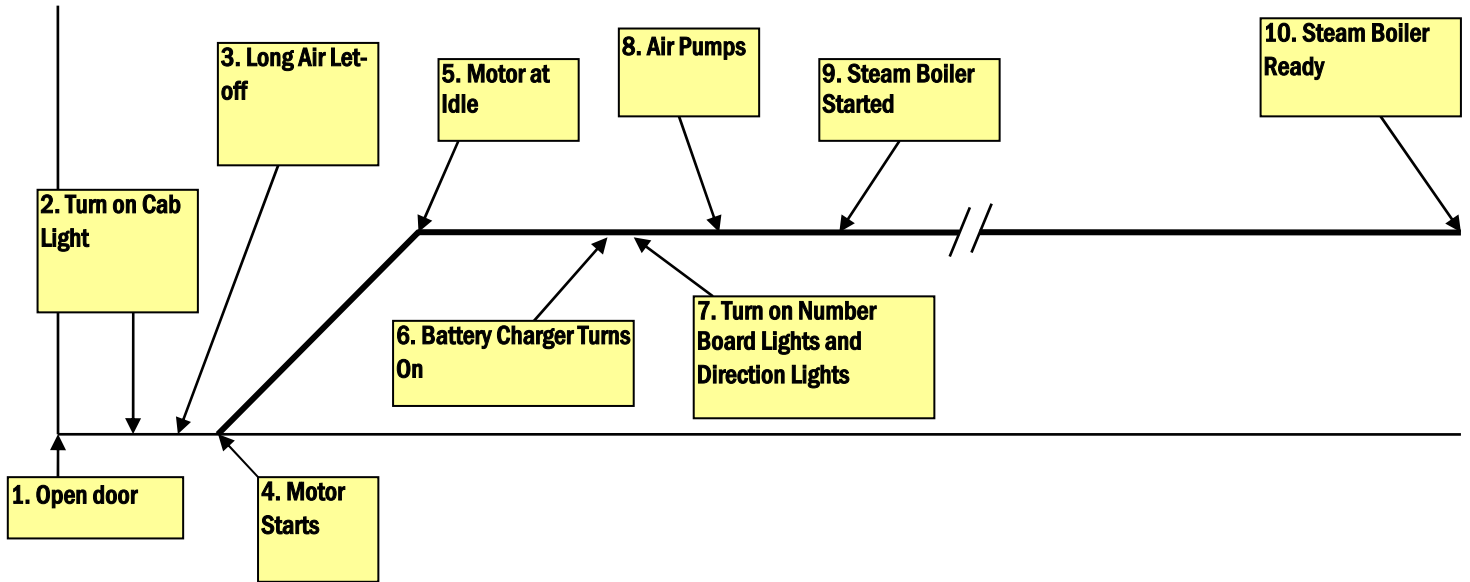 1. Open door
2. Turn on Cab
Light
3. Long Air Let-
off
4. Motor
Starts
5. Motor at
Idle
6. Battery Charger Turns
On
7. Turn on Number
Board Lights and
Direction Lights
8. Air Pumps
9. Steam Boiler
Started
10. Steam Boiler
Ready